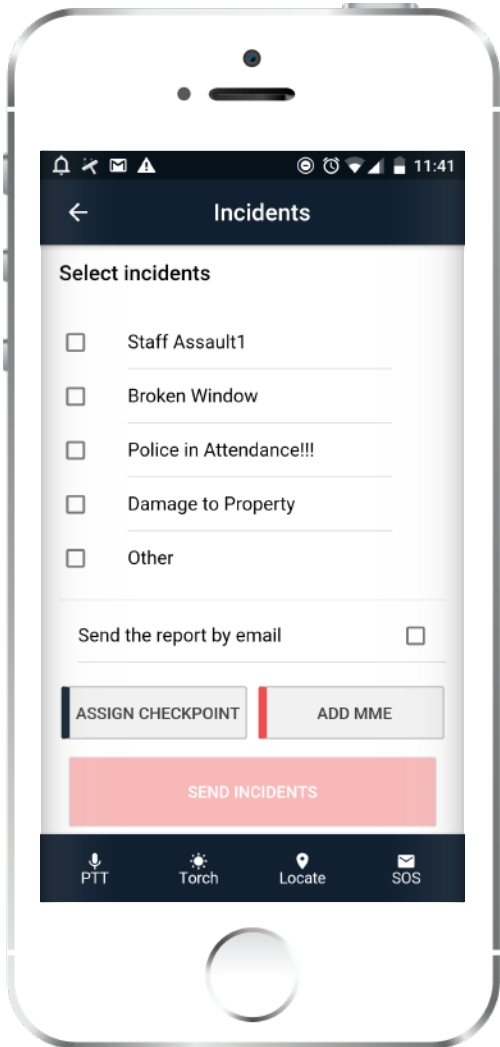 11:41
Incidents
Select incidents
Staff Assault1
Broken Window
Police in Attendance!!!
Damage to Property
Other
Send the report by email
ASSIGN CHECKPOINT ADD MME
SEND INCIDENTS
PTT Torch Locate SOS